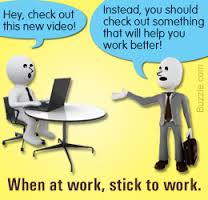 Hey, check out
this new video!
Instead, you should
check out something
that will help you
work better!
Buzzle.com
When at work, stick to work.